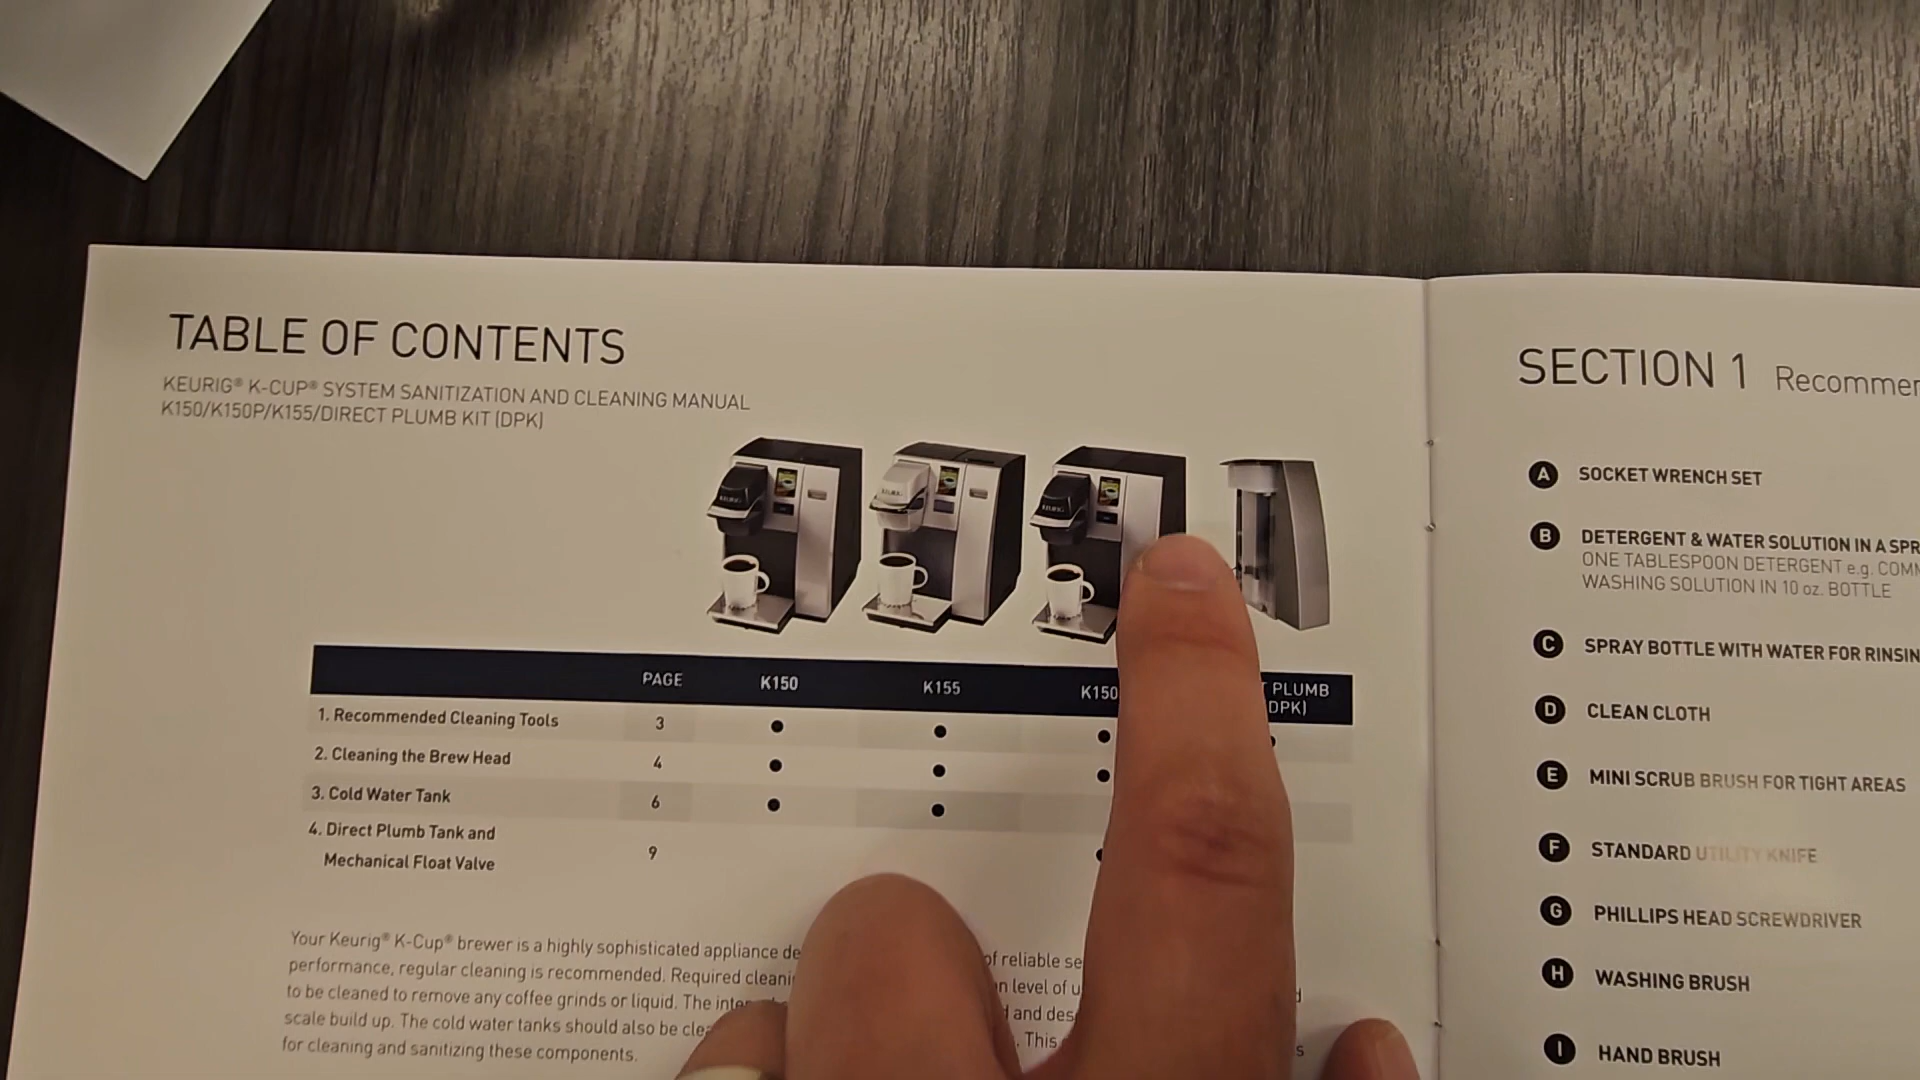 TABLE OF CONTENTS
KEURIG® K-CUP® SYSTEM SANITIZATION AND CLEANING MANUAL
K150/K150P/K155/DIRECT PLUMB KIT (DPK)
PAGE K150 K155 K150 PLUMB
DPK)
1. Recommended Cleaning Tools 3 ● ● ●
2. Cleaning the Brew Head 4 ● ● ●
3. Cold Water Tank 6 ● ●
4. Direct Plumb Tank and
Mechanical Float Valve 9
Your Keurig® K-Cup® brewer is a highly sophisticated appliance of reliable
performance, regular cleaning is recommended. Required level of
to be cleaned to remove any coffee grinds or liquid. The and
scale build up. The cold water tanks should also be This
for cleaning and sanitizing these components.
SECTION 1
A SOCKET WRENCH SET
B DETERGENT & WATER SOLUTION IN A
ONE TABLESPOON DETERGENT e.g.
WASHING SOLUTION IN 10 oz. BOTTLE
C SPRAY BOTTLE WITH WATER FOR
D CLEAN CLOTH
E MINI SCRUB BRUSH FOR TIGHT AREAS
F STANDARD UTILITY KNIFE
G PHILLIPS HEAD SCREWDRIVER
H WASHING BRUSH
I HAND BRUSH